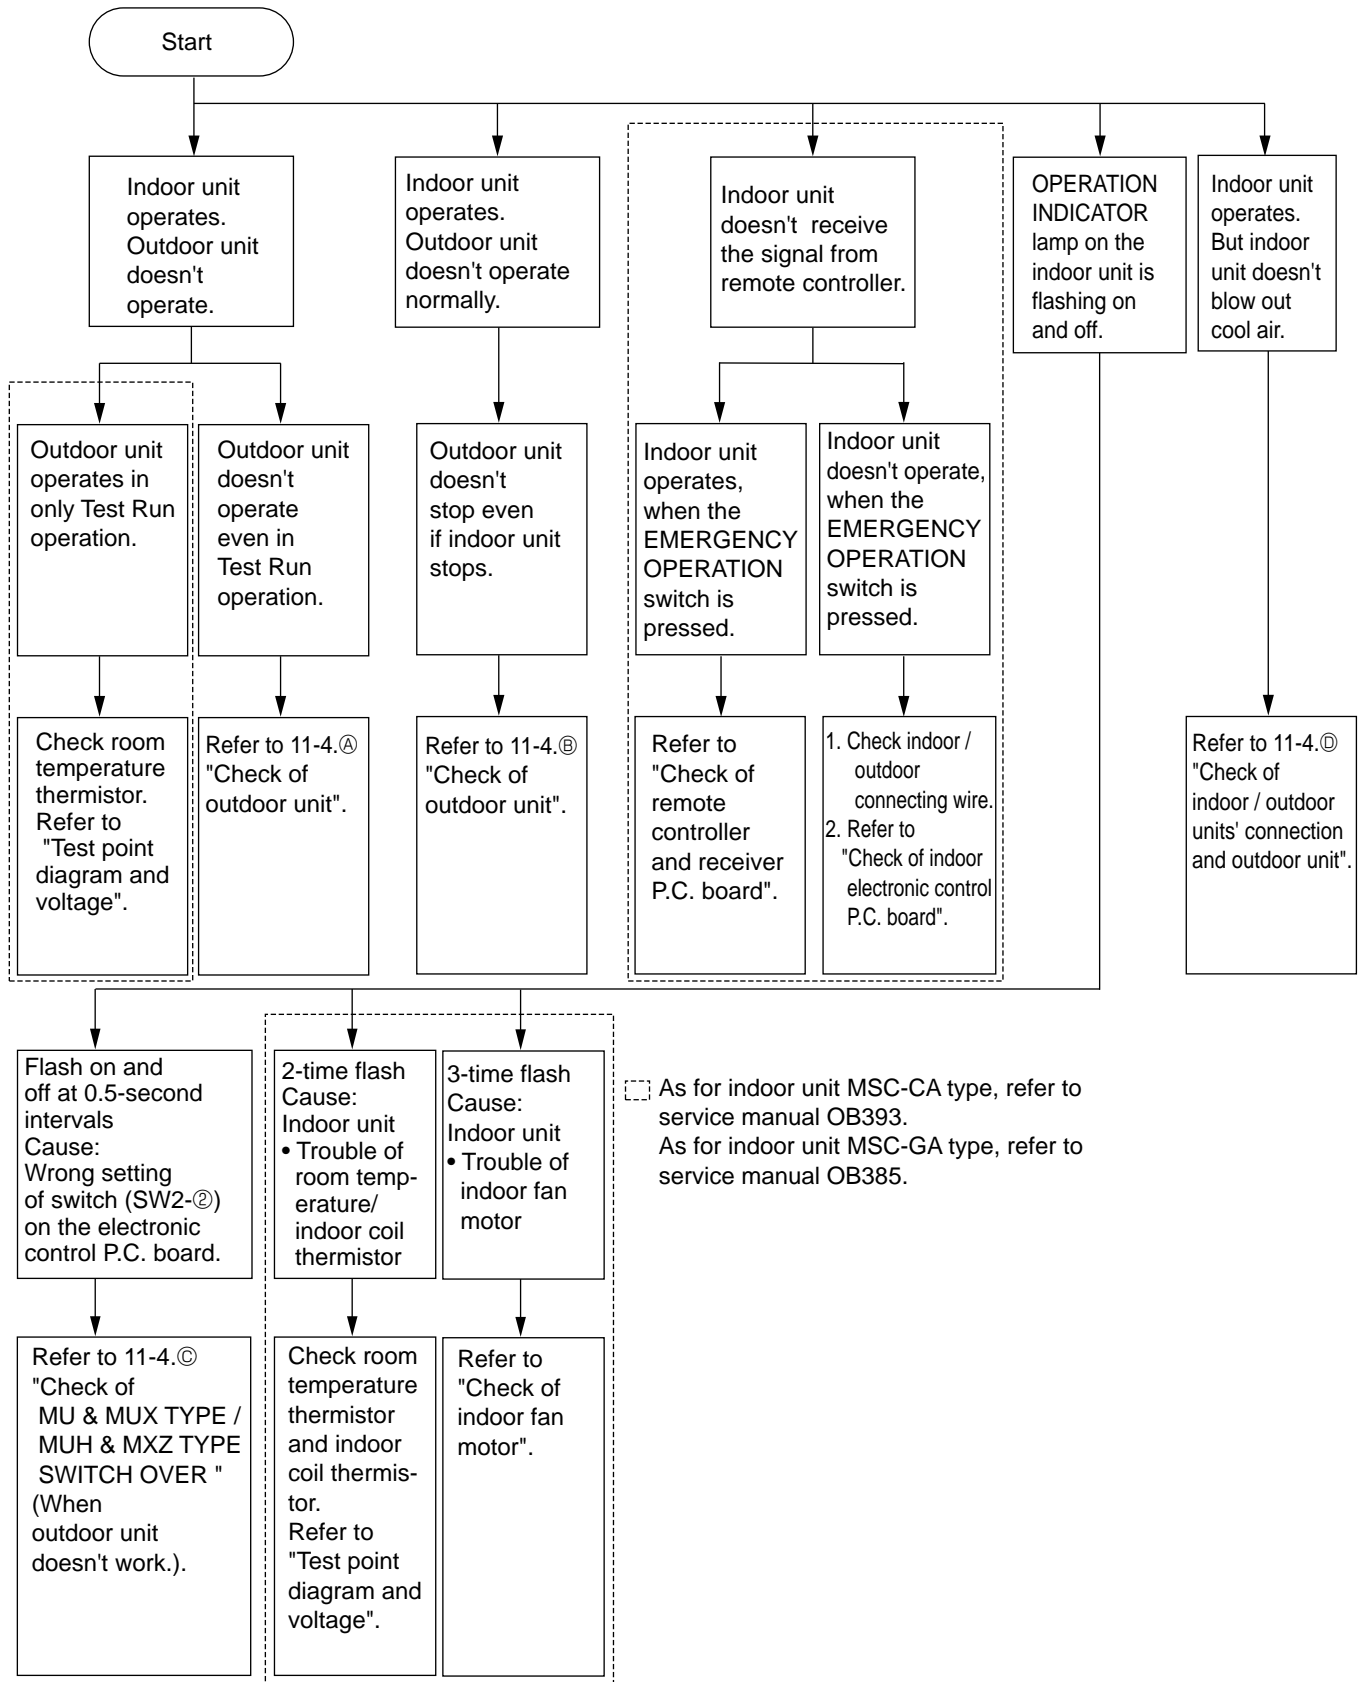 Start
Indoor unit
operates.
Outdoor unit
doesn't
operate.
Indoor unit
operates.
Outdoor unit
doesn't operate
normally.
Indoor unit
doesn't receive
the signal from
remote controller.
OPERATION
INDICATOR
lamp on the
indoor unit is
flashing on
and off.
Indoor unit
operates.
But indoor
unit doesn't
blow out
cool air.
Outdoor unit
operates in
only Test Run
operation.
Outdoor unit
doesn't
operate
even in
Test Run
operation.
Outdoor unit
doesn't
stop even
if indoor unit
stops.
Indoor unit
operates,
when the
EMERGENCY
OPERATION
switch is
pressed.
Indoor unit
doesn't operate,
when the
EMERGENCY
OPERATION
switch is
pressed.
Check room
temperature
thermistor.
Refer to
"Test point
diagram and
voltage".
Refer to 11-4.Ⓐ
"Check of
outdoor unit".
Refer to 11-4.Ⓑ
"Check of
outdoor unit".
Refer to
"Check of
remote
controller
and receiver
P.C. board".
1. Check indoor /
outdoor
connecting wire.
2. Refer to
"Check of indoor
electronic control
P.C. board".
Refer to 11-4.Ⓓ
"Check of
indoor / outdoor
units' connection
and outdoor unit".
Flash on and
off at 0.5-second
intervals
Cause:
Wrong setting
of switch (SW2-②)
on the electronic
control P.C. board.
2-time flash
Cause:
Indoor unit
• Trouble of
room temp-
erature/
indoor coil
thermistor
3-time flash
Cause:
Indoor unit
• Trouble of
indoor fan
motor
As for indoor unit MSC-CA type, refer to
service manual OB393.
As for indoor unit MSC-GA type, refer to
service manual OB385.
Refer to 11-4.Ⓒ
"Check of
MU & MUX TYPE /
MUH & MXZ TYPE
SWITCH OVER "
(When
outdoor unit
doesn't work.).
Check room
temperature
thermistor
and indoor
coil thermis-
tor.
Refer to
"Test point
diagram and
voltage".
Refer to
"Check of
indoor fan
motor".